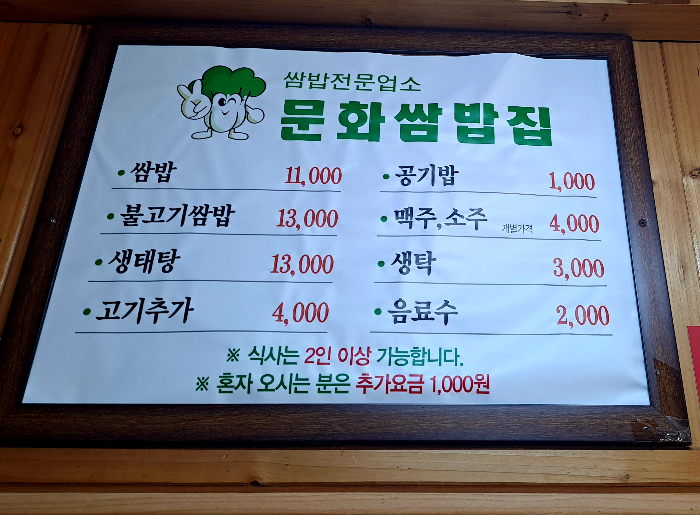 쌈밥전문업소
문화쌈밥집
• 쌈밥 11,000
• 불고기쌈밥 13,000
• 생태탕 13,000
• 고기추가 4,000
• 공기밥 1,000
• 맥주,소주 개별가격 4,000
• 생탁 3,000
• 음료수 2,000
※ 식사는 2인 이상 가능합니다.
※ 혼자 오시는 분은 추가요금 1,000원